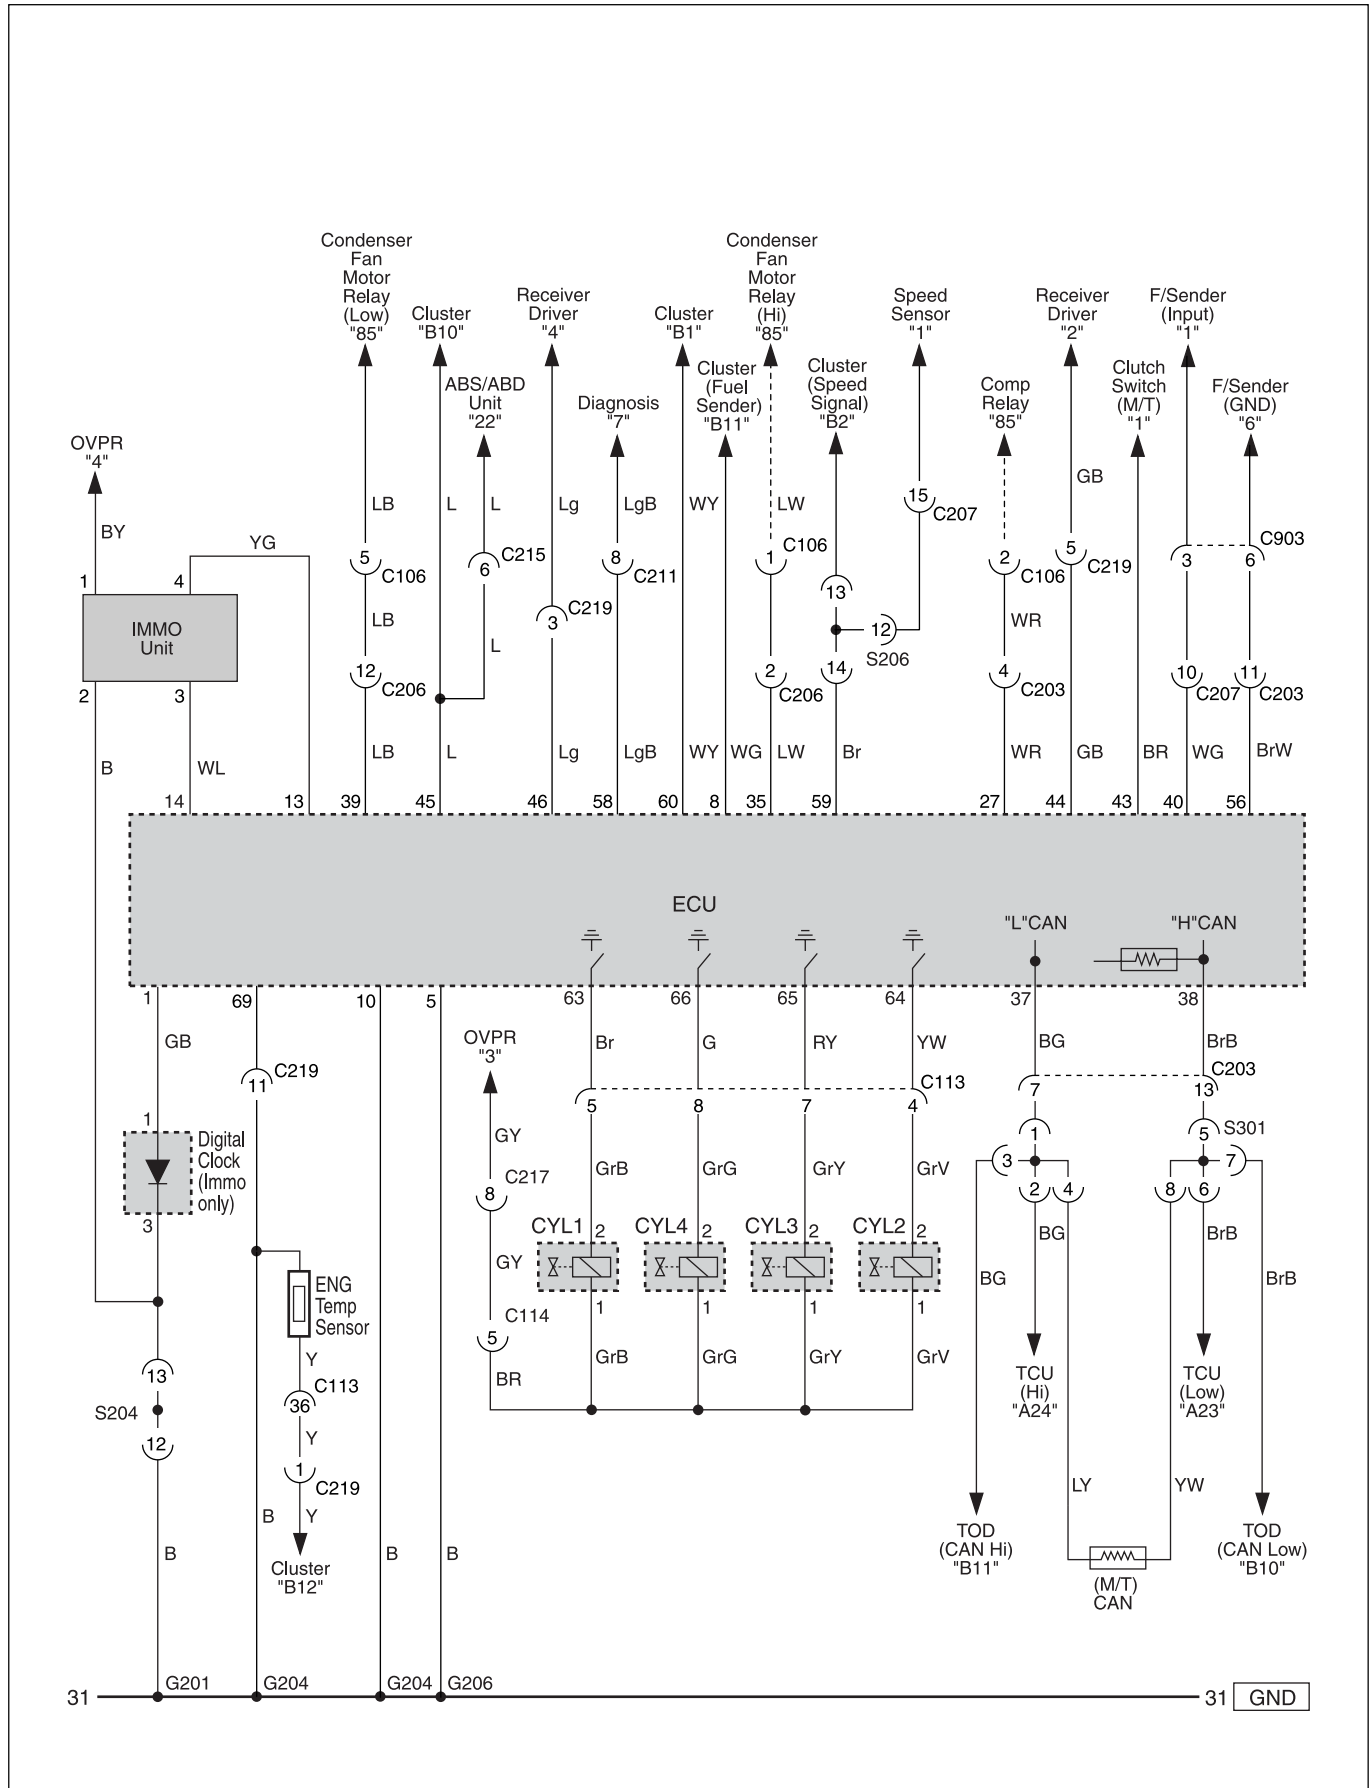 Condenser
Fan
Motor
Relay
(Low)
"85"
Cluster
"B10"
Receiver
Driver
"4"
Cluster
"B1"
Condenser
Fan
Motor
Relay
(Hi)
"85"
Speed
Sensor
"1"
Receiver
Driver
"2"
F/Sender
(Input)
"1"
ABS/ABD
Unit
"22"
Diagnosis
"7"
Cluster
(Fuel
Sender)
"B11"
Cluster
(Speed
Signal)
"B2"
Comp
Relay
"85"
Clutch
Switch
(M/T)
"1"
F/Sender
(GND)
"6"
OVPR
"4"
BY
YG
LB
L
L
Lg
LgB
WY
LW
15
C207
GB
1
4
5
C106
6
C215
3
C219
8
C211
1
C106
13
2
C106
5
C219
3
6
C903
IMMO
Unit
LB
L
12
S206
WR
12
C206
2
C206
14
4
C203
10
C207
11
C203
2
3
B
WL
LB
L
Lg
LgB
WY
WG
LW
Br
WR
GB
BR
WG
BrW
14
13
39
45
46
58
60
8
35
59
27
44
43
40
56
ECU
"L"CAN
"H"CAN
1
69
10
5
63
66
65
64
37
38
GB
OVPR
"3"
Br
G
RY
YW
BG
BrB
11
C219
5
8
7
4
C113
7
13
C203
1
Digital
Clock
(Immo
only)
3
GY
1
5
S301
3
7
GrB
GrG
GrY
GrV
8
C217
2
4
8
6
CYL1
2
CYL4
2
CYL3
2
CYL2
2
BG
BrB
GY
BG
BrB
ENG
Temp
Sensor
1
1
1
1
5
C114
Y
GrB
GrG
GrY
GrV
13
BR
TCU
(Hi)
"A24"
TCU
(Low)
"A23"
36
C113
S204
Y
12
1
C219
LY
YW
B
Y
B
B
B
Cluster
"B12"
TOD
(CAN Hi)
"B11"
TOD
(CAN Low)
"B10"
(M/T)
CAN
31
G201
G204
G204
G206
31
GND